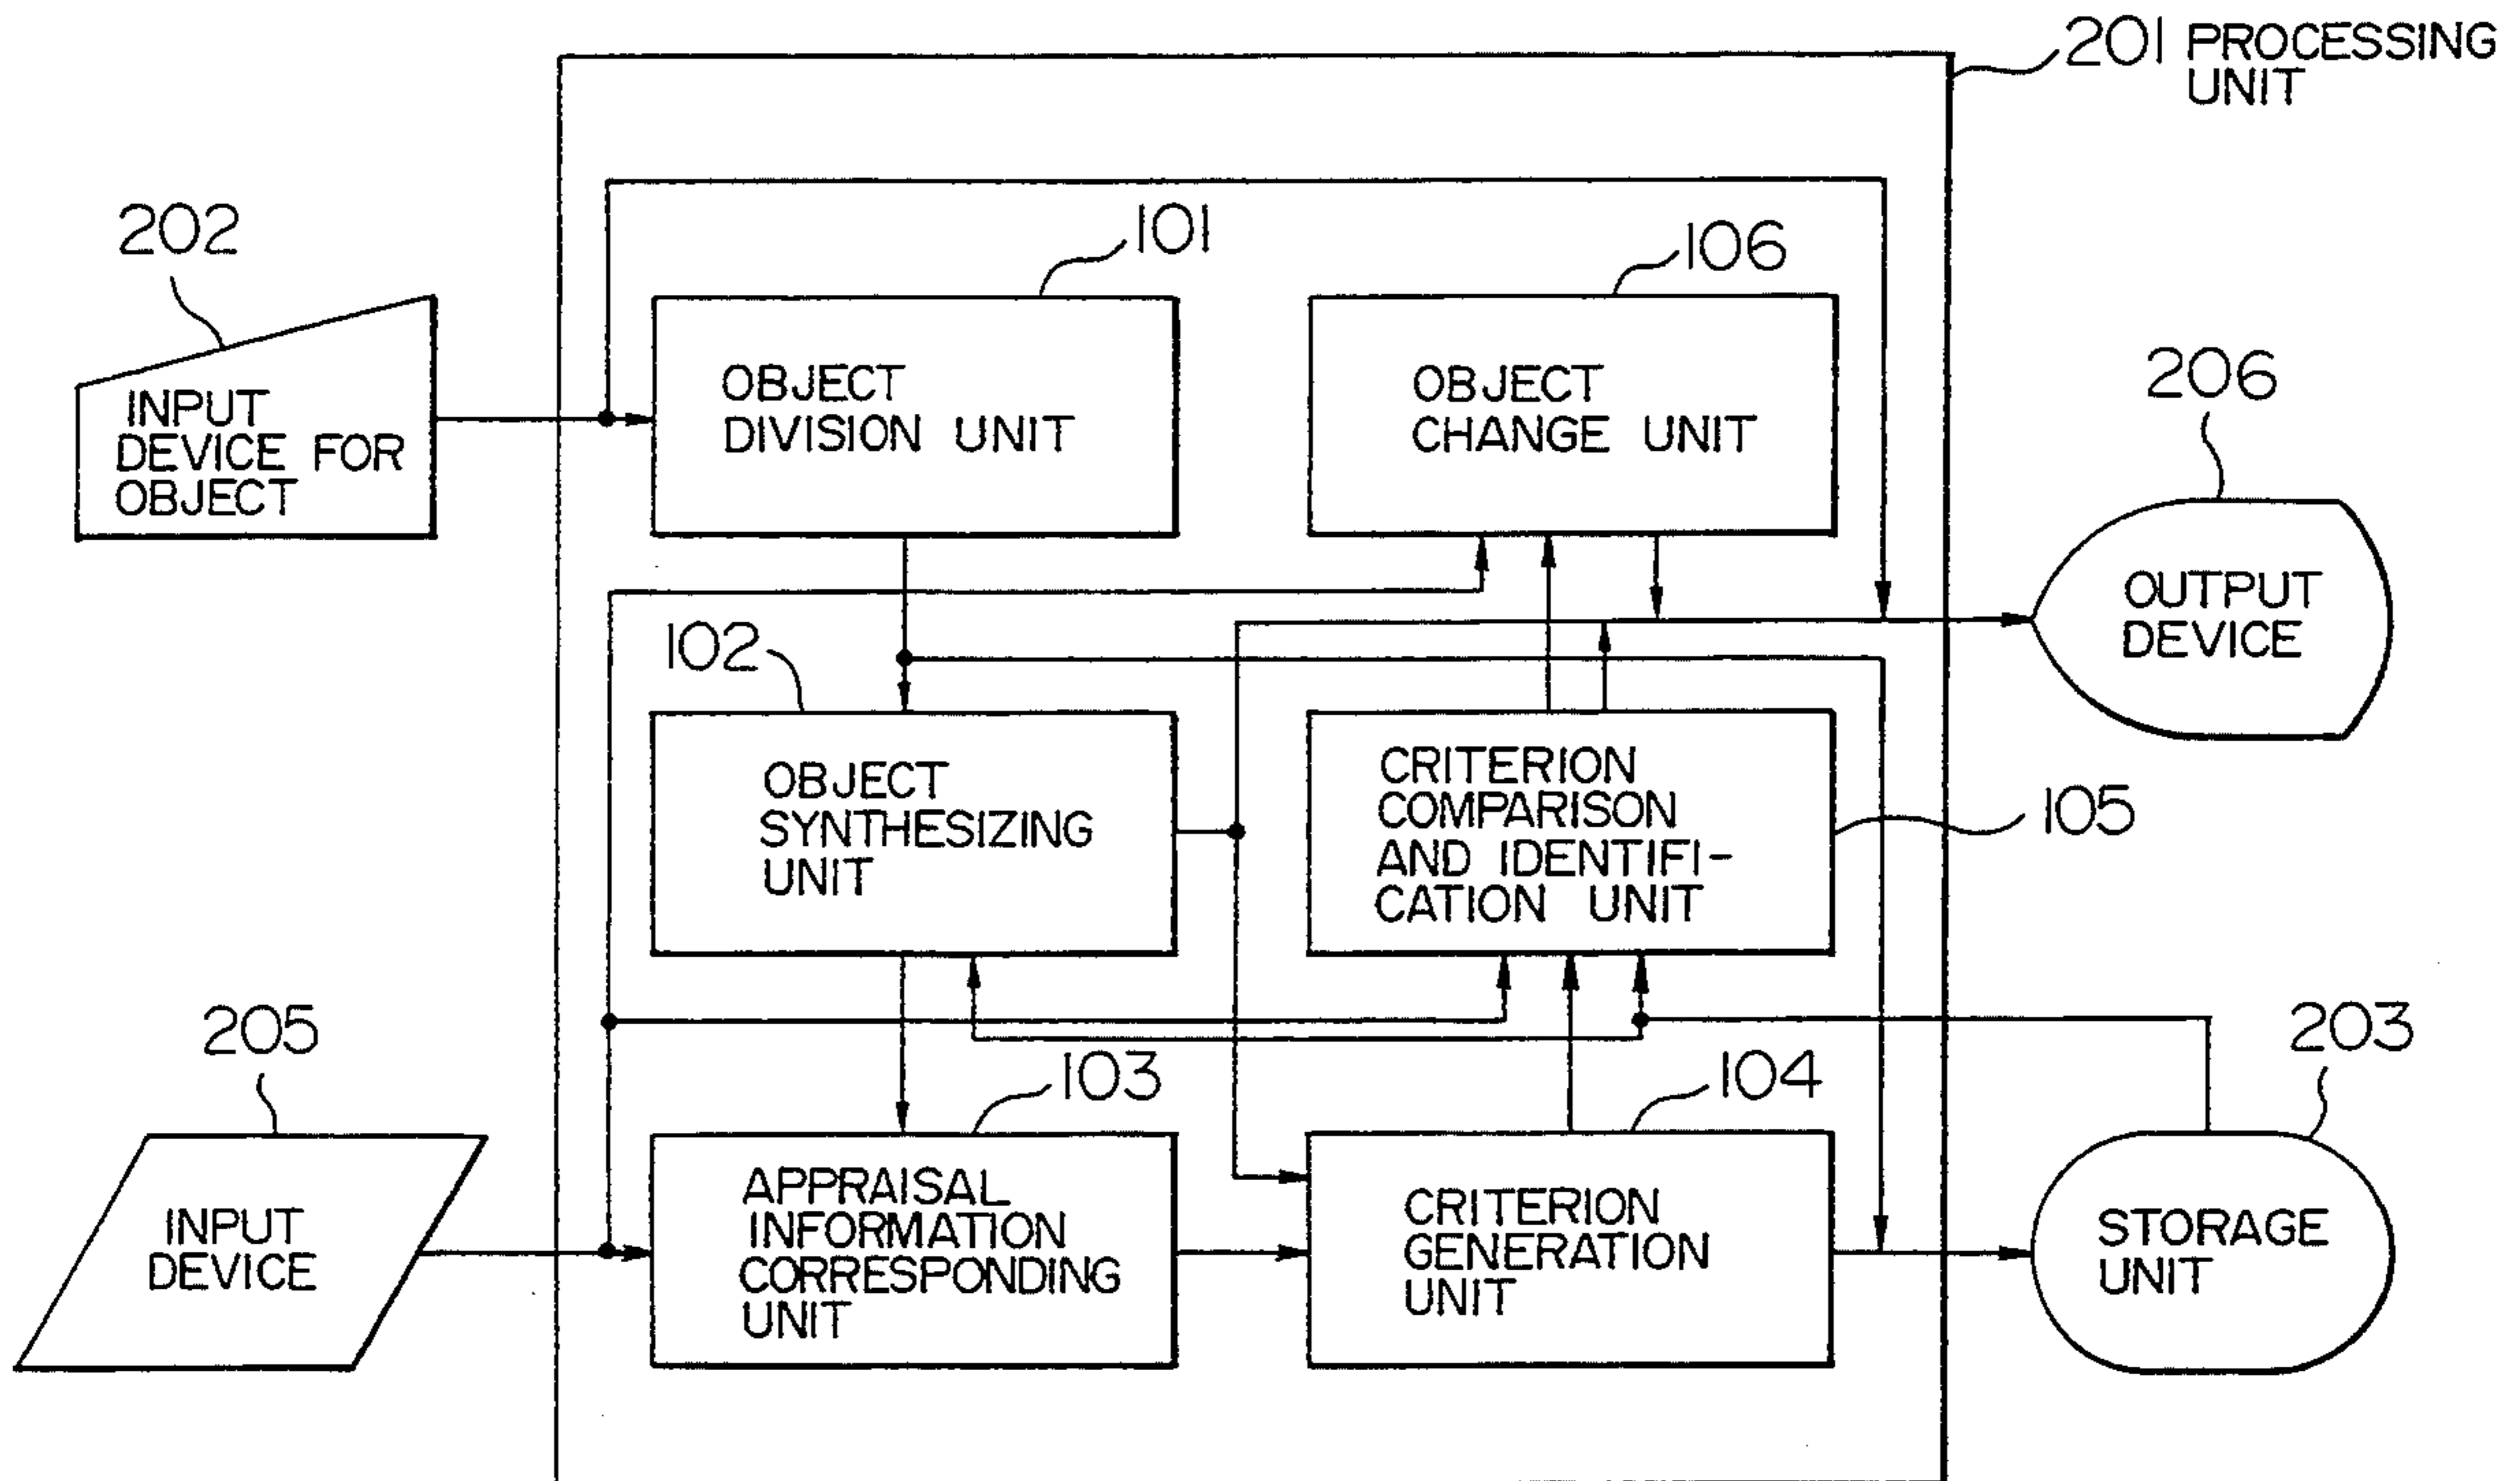 201 PROCESSING
UNIT
202
101
106
INPUT
DEVICE FOR
OBJECT
OBJECT
DIVISION UNIT
OBJECT
CHANGE UNIT
206
OUTPUT
DEVICE
102
OBJECT
SYNTHESIZING
UNIT
CRITERION
COMPARISON
AND IDENTIFI-
CATION UNIT
105
205
103
104
203
INPUT
DEVICE
APPRAISAL
INFORMATION
CORRESPONDING
UNIT
CRITERION
GENERATION
UNIT
STORAGE
UNIT